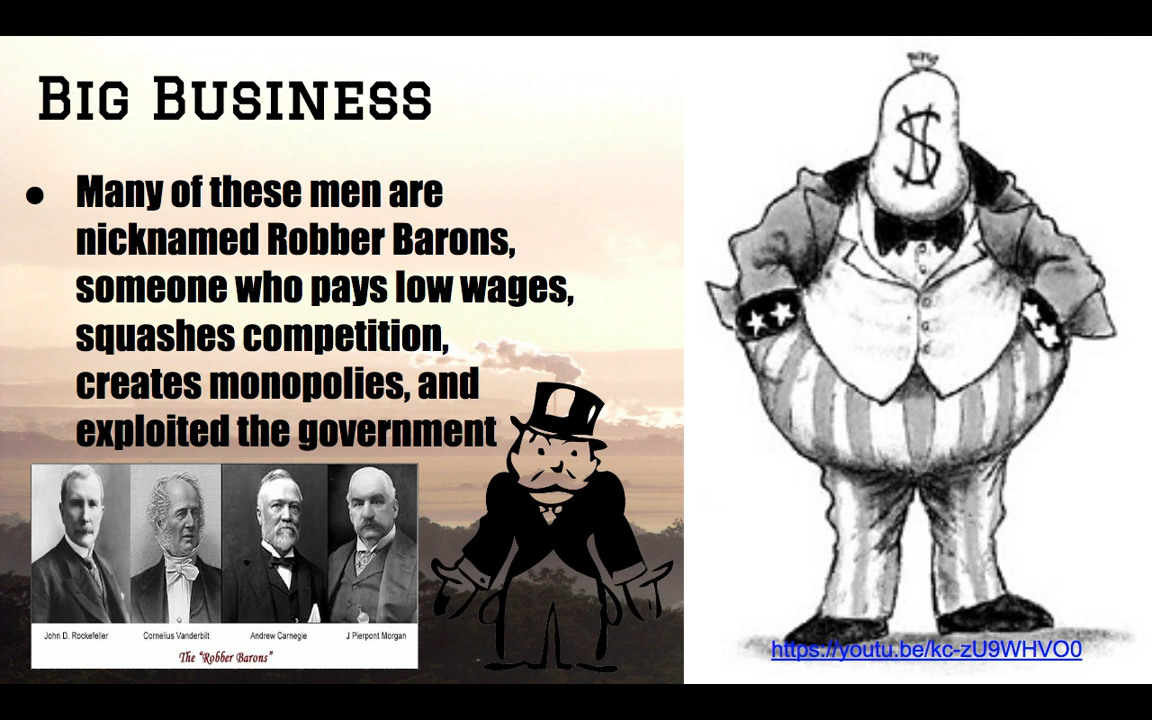 Big Business
● Many of these men are
nicknamed Robber Barons,
someone who pays low wages,
squashes competition,
creates monopolies, and
exploited the government
$
John D. Rockefeller Cornelius Vanderbilt Andrew Carnegie J Pierpont Morgan
The "Robber Barons"
https://youtu.be/kc-zU9WHVO0